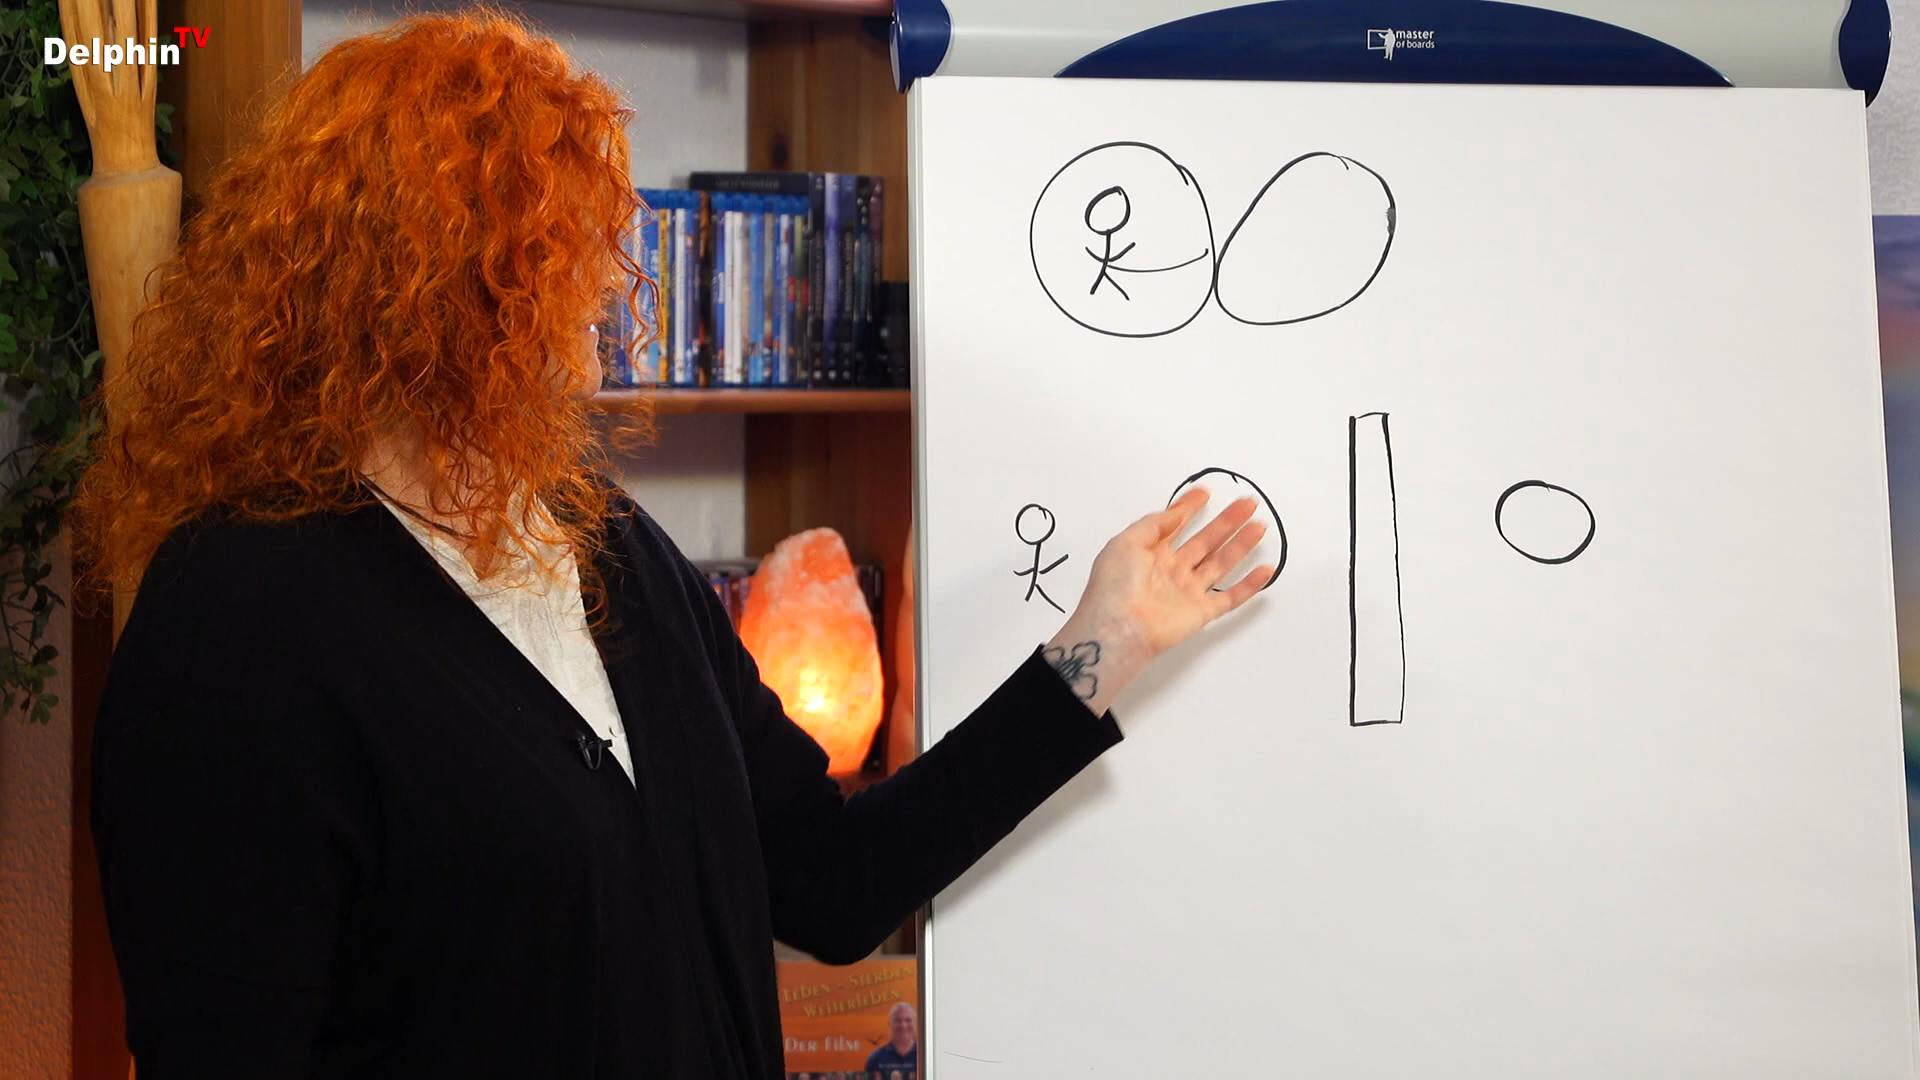 DelphinTV
master
of boards
Leben - Sterben
Weiterleben
Der Film